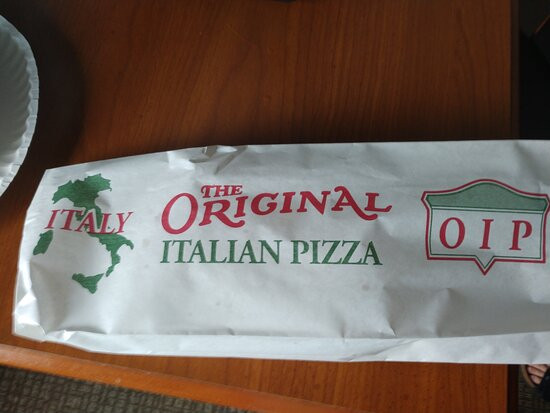 ITALY
THE
ORIGINAL
ITALIAN PIZZA
OIP